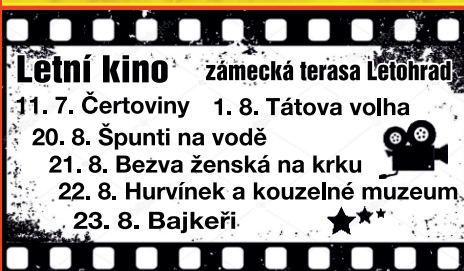 Letní kino zámecká terasa Letohrad
11. 7. Čertoviny 1. 8. Tátova volha
20. 8. Špunti na vodě
21. 8. Bezva ženská na krku
22. 8. Hurvínek a kouzelné muzeum
23. 8. Bajkeři